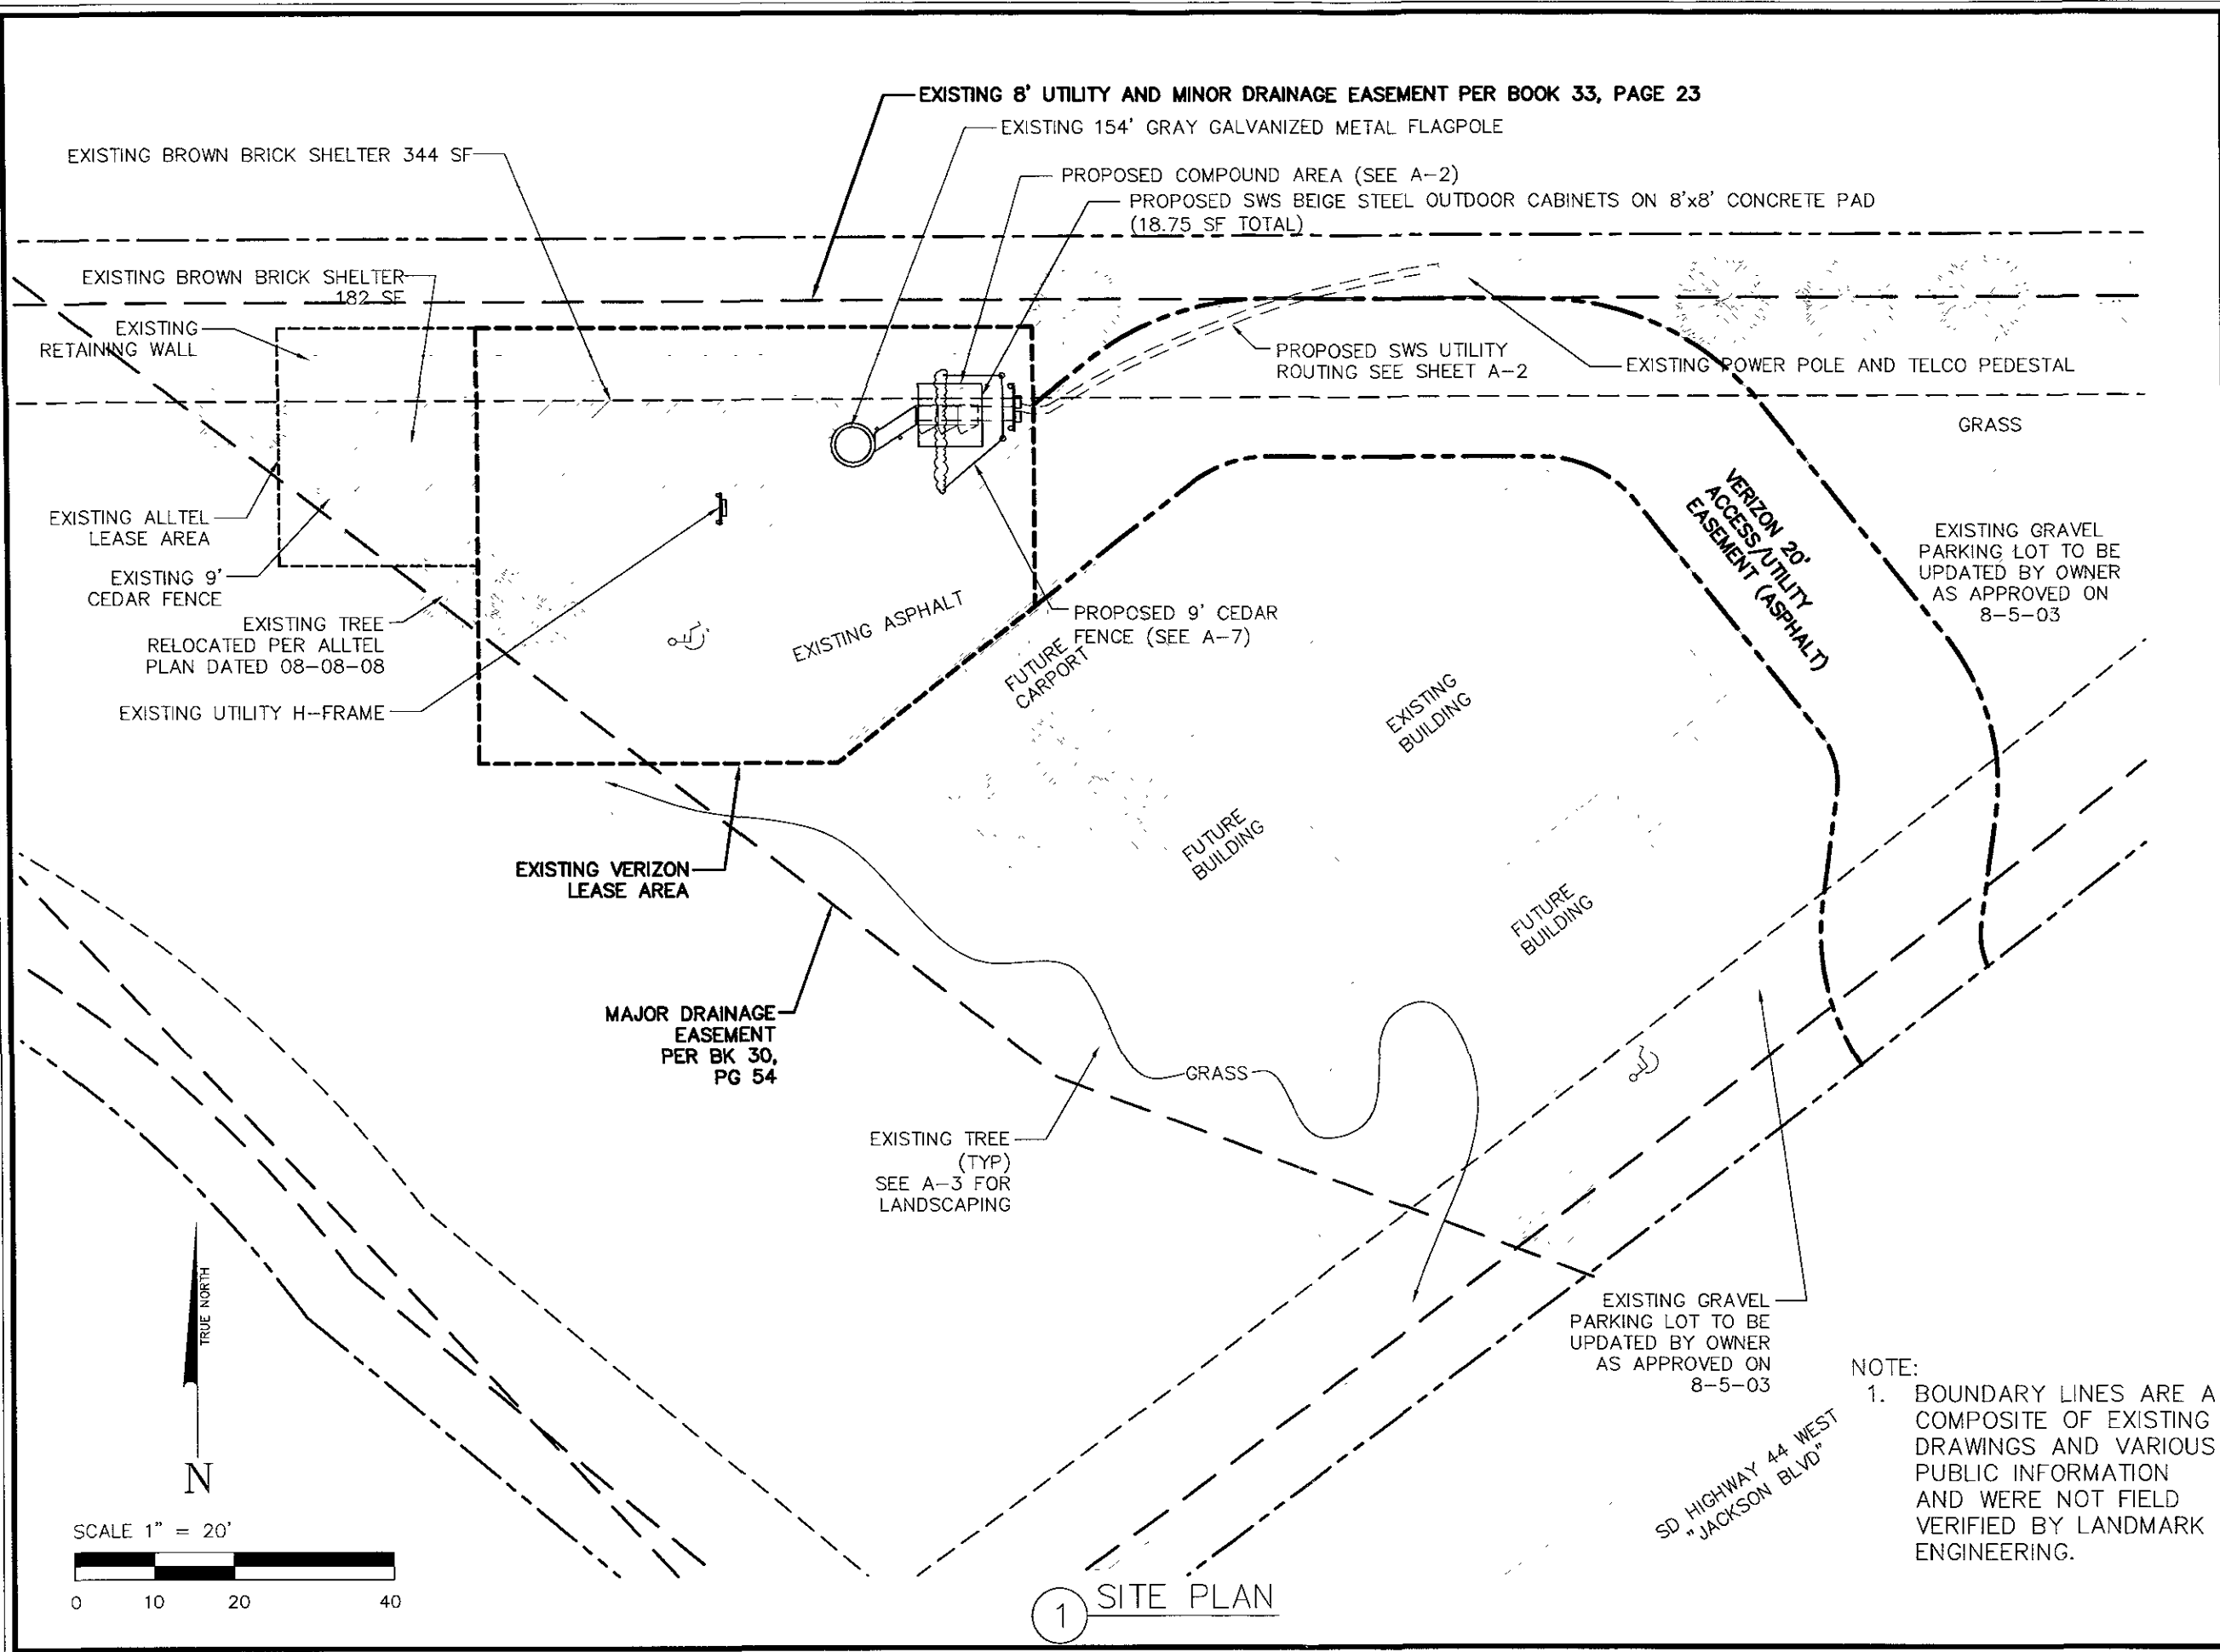 EXISTING 8' UTILITY AND MINOR DRAINAGE EASEMENT PER BOOK 33, PAGE 23
EXISTING 154' GRAY GALVANIZED METAL FLAGPOLE
EXISTING BROWN BRICK SHELTER 344 SF
PROPOSED COMPOUND AREA (SEE A-2)
PROPOSED SWS BEIGE STEEL OUTDOOR CABINETS ON 8'x8' CONCRETE PAD
(18.75 SF TOTAL)
EXISTING BROWN BRICK SHELTER
182 SF
EXISTING
RETAINING WALL
PROPOSED SWS UTILITY
ROUTING SEE SHEET A-2
EXISTING POWER POLE AND TELCO PEDESTAL
GRASS
VERIZON 20'
ACCESS/UTILITY
EASEMENT (ASPHALT)
EXISTING GRAVEL
PARKING LOT TO BE
UPDATED BY OWNER
AS APPROVED ON
8-5-03
EXISTING ALLTEL
LEASE AREA
EXISTING 9'
CEDAR FENCE
EXISTING TREE
RELOCATED PER ALLTEL
PLAN DATED 08-08-08
EXISTING UTILITY H-FRAME
EXISTING ASPHALT
PROPOSED 9' CEDAR
FENCE (SEE A-7)
FUTURE
CARPORT
EXISTING
BUILDING
FUTURE
BUILDING
FUTURE
BUILDING
EXISTING VERIZON
LEASE AREA
MAJOR DRAINAGE
EASEMENT
PER BK 30,
PG 54
GRASS
EXISTING TREE
(TYP)
SEE A-3 FOR
LANDSCAPING
EXISTING GRAVEL
PARKING LOT TO BE
UPDATED BY OWNER
AS APPROVED ON
8-5-03
SD HIGHWAY 44 WEST
"JACKSON BLVD"
NOTE:
1. BOUNDARY LINES ARE A
COMPOSITE OF EXISTING
DRAWINGS AND VARIOUS
PUBLIC INFORMATION
AND WERE NOT FIELD
VERIFIED BY LANDMARK
ENGINEERING.
TRUE NORTH
N
SCALE 1" = 20'
0 10 20 40
1 SITE PLAN